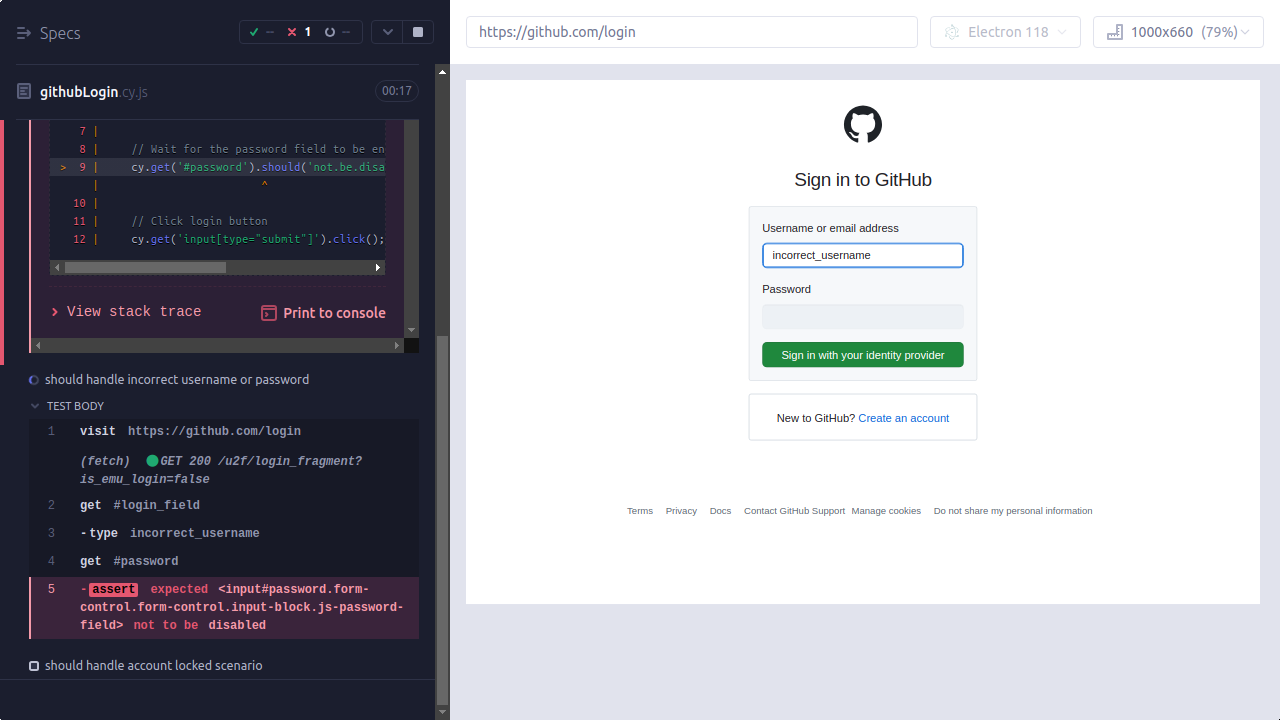 Specs
-- 1 --
githubLogin.cy.js 00:17
7 |
8 | // Wait for the password field to be en
> 9 | cy.get('#password').should('not.be.disa
| ^
10 |
11 | // Click login button
12 | cy.get('input[type="submit"]').click();
View stack trace
Print to console
should handle incorrect username or password
TEST BODY
1 visit https://github.com/login
(fetch) GET 200 /u2f/login_fragment?
is_emu_login=false
2 get #login_field
3 -type incorrect_username
4 get #password
5 -assert expected <input#password.form-
control.form-control.input-block.js-password-
field> not to be disabled
should handle account locked scenario
https://github.com/login
Electron 118
1000x660 (79%)
Sign in to GitHub
Username or email address
incorrect_username
Password
Sign in with your identity provider
New to GitHub? Create an account
Terms Privacy Docs Contact GitHub Support Manage cookies Do not share my personal information